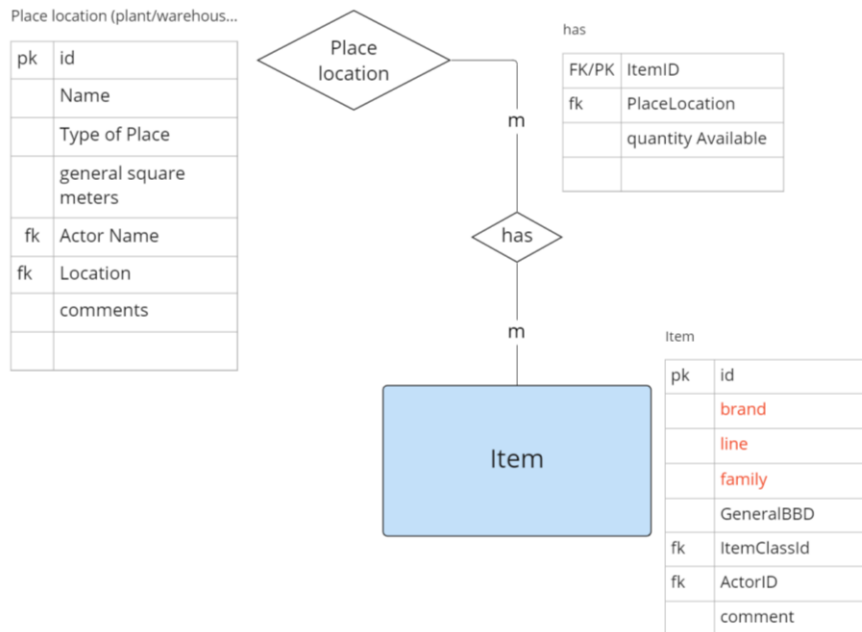 Place location (plant/warehous...
pk id
Name
Type of Place
general square
meters
fk Actor Name
fk Location
comments
Place
location
m
has
m
Item
has
FK/PK ItemID
fk PlaceLocation
quantity Available
Item
pk id
brand
line
family
GeneralBBD
fk ItemClassId
fk ActorID
comment